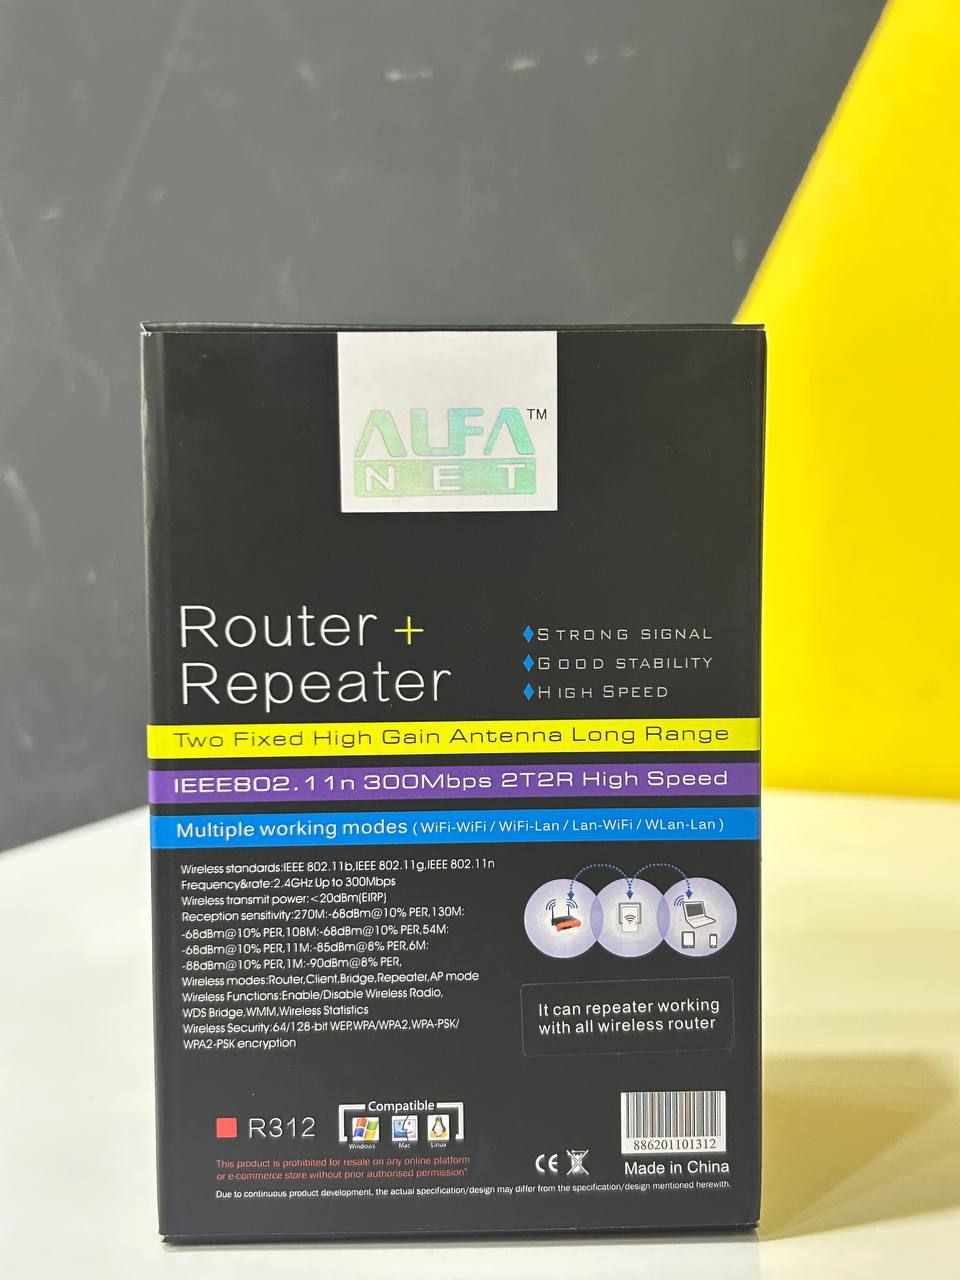 ALFA™
NET
Router +
Repeater
STRONG SIGNAL
GOOD STABILITY
HIGH SPEED
Two Fixed High Gain Antenna Long Range
IEEE802.11n 300Mbps 2T2R High Speed
Multiple working modes ( WiFi-WiFi / WiFi-Lan / Lan-WiFi / WLan-Lan )
Wireless standards:IEEE 802.11b,IEEE 802.11g,IEEE 802.11n
Frequency&rate:2.4GHz Up to 300Mbps
Wireless transmit power:<20dBm(EIRP)
Reception sensitivity:270M:-68dBm@10% PER,130M:
-68dBm@10% PER,108M:-68dBm@10% PER,54M:
-68dBm@10% PER,11M:-85dBm@8% PER,6M:
-88dBm@10% PER,1M:-90dBm@8% PER,
Wireless modes:Router,Client,Bridge,Repeater,AP mode
Wireless Functions:Enable/Disable Wireless Radio,
WDS Bridge,WMM,Wireless Statistics
Wireless Security:64/128-bit WEP,WPA/WPA2,WPA-PSK/
WPA2-PSK encryption
It can repeater working
with all wireless router
R312
Compatible
Windows Mac Linux
This product is prohibited for resale on any online platform
or e-commerce store without prior authorised permission"
CE
886201101312
Made in China
Due to continuous product development, the actual specification/design may differ from the specification/design mentioned herewith.